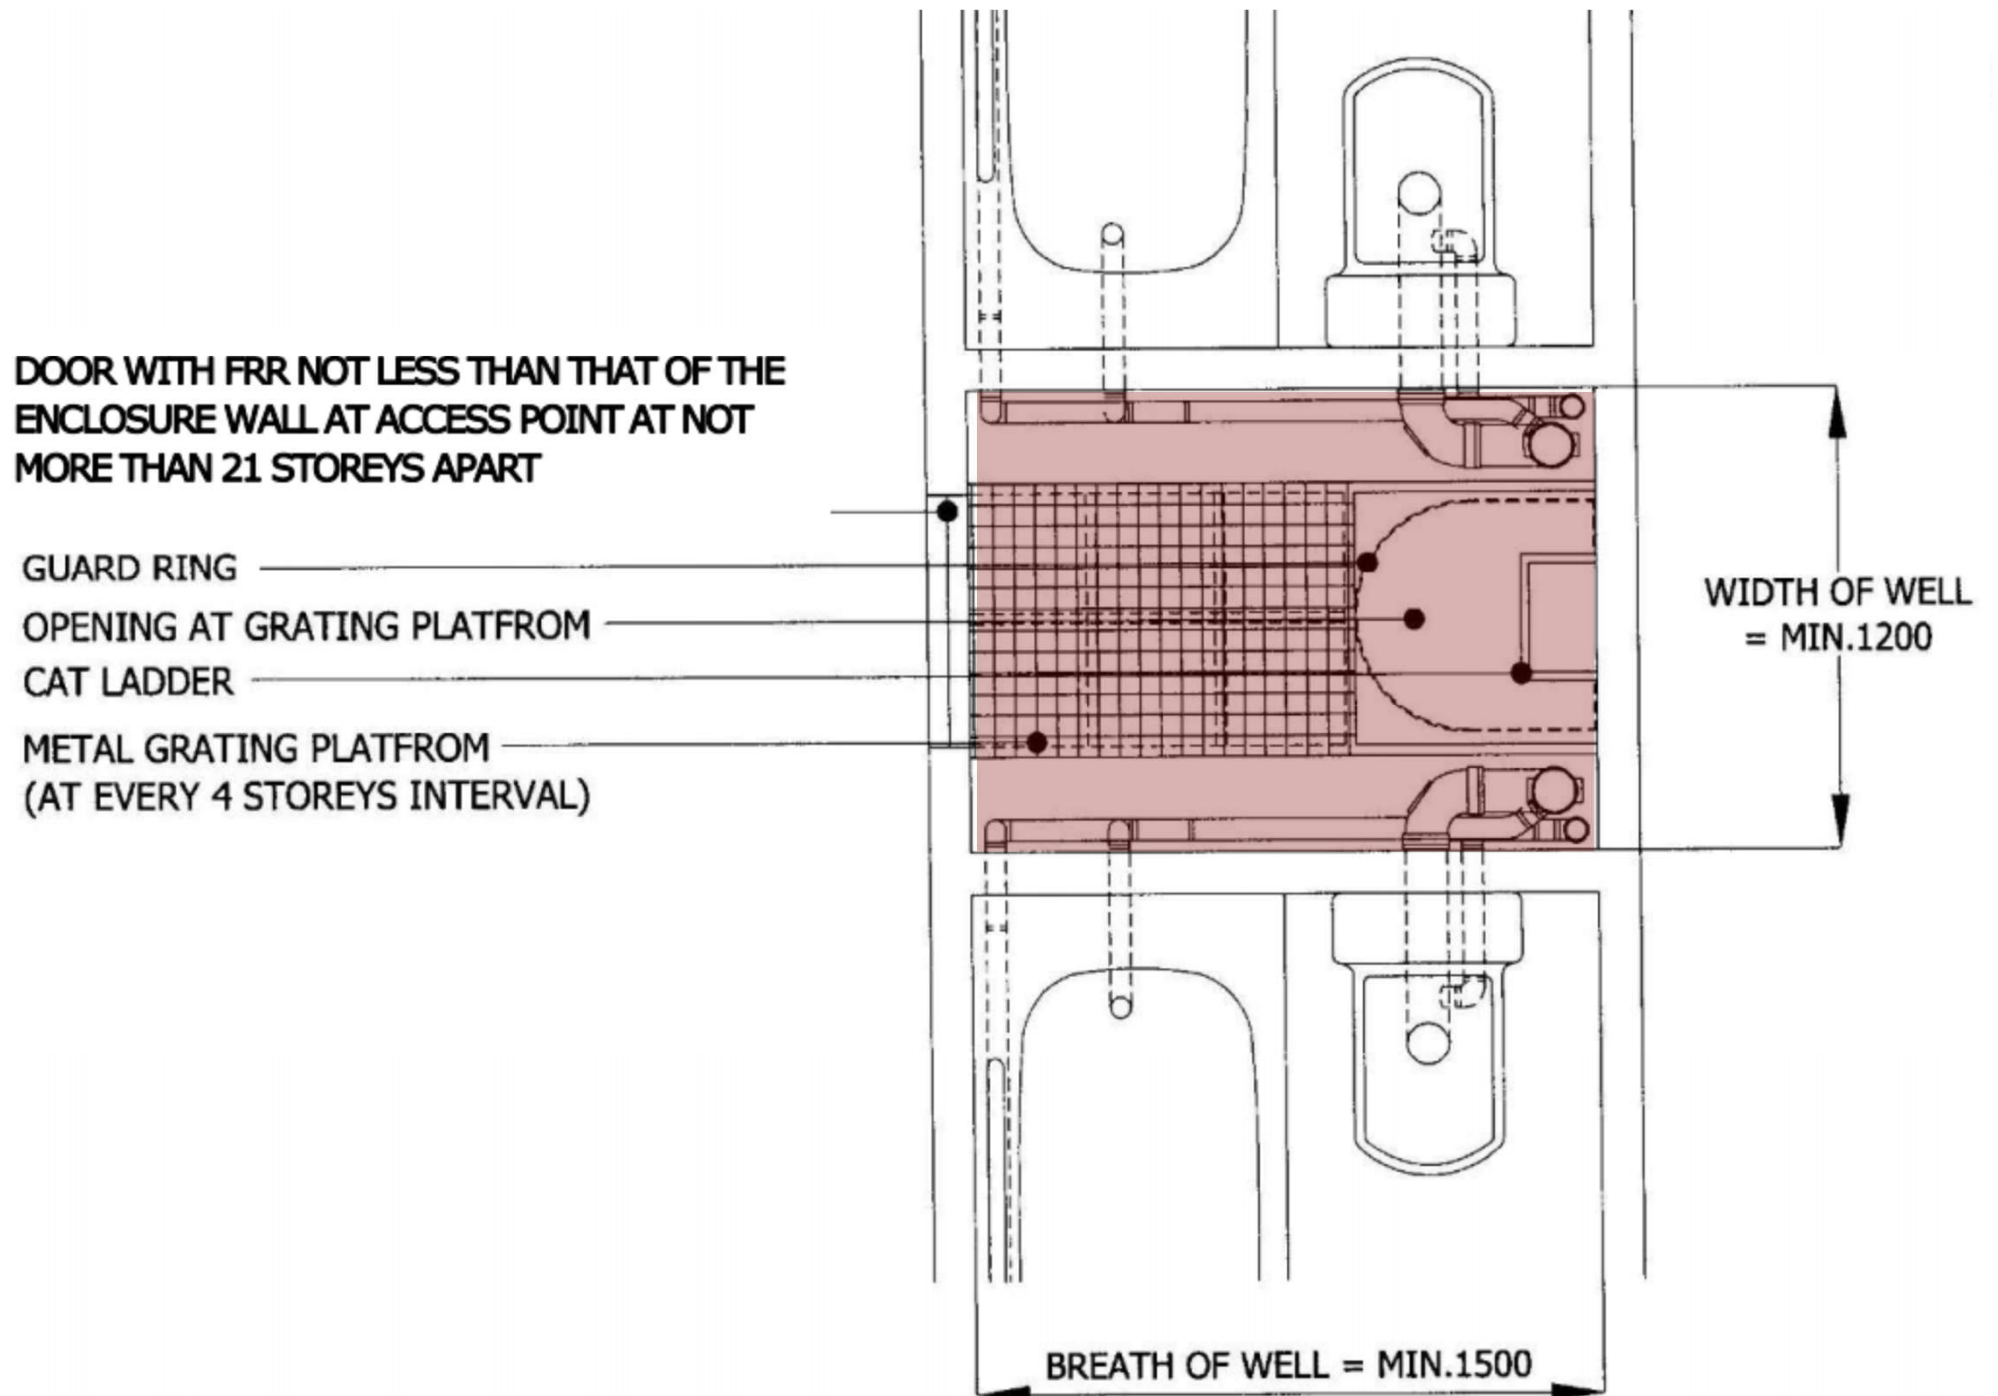 DOOR WITH FRR NOT LESS THAN THAT OF THE
ENCLOSURE WALL AT ACCESS POINT AT NOT
MORE THAN 21 STOREYS APART
GUARD RING
OPENING AT GRATING PLATFROM
CAT LADDER
METAL GRATING PLATFROM
(AT EVERY 4 STOREYS INTERVAL)
WIDTH OF WELL
= MIN.1200
BREATH OF WELL = MIN.1500